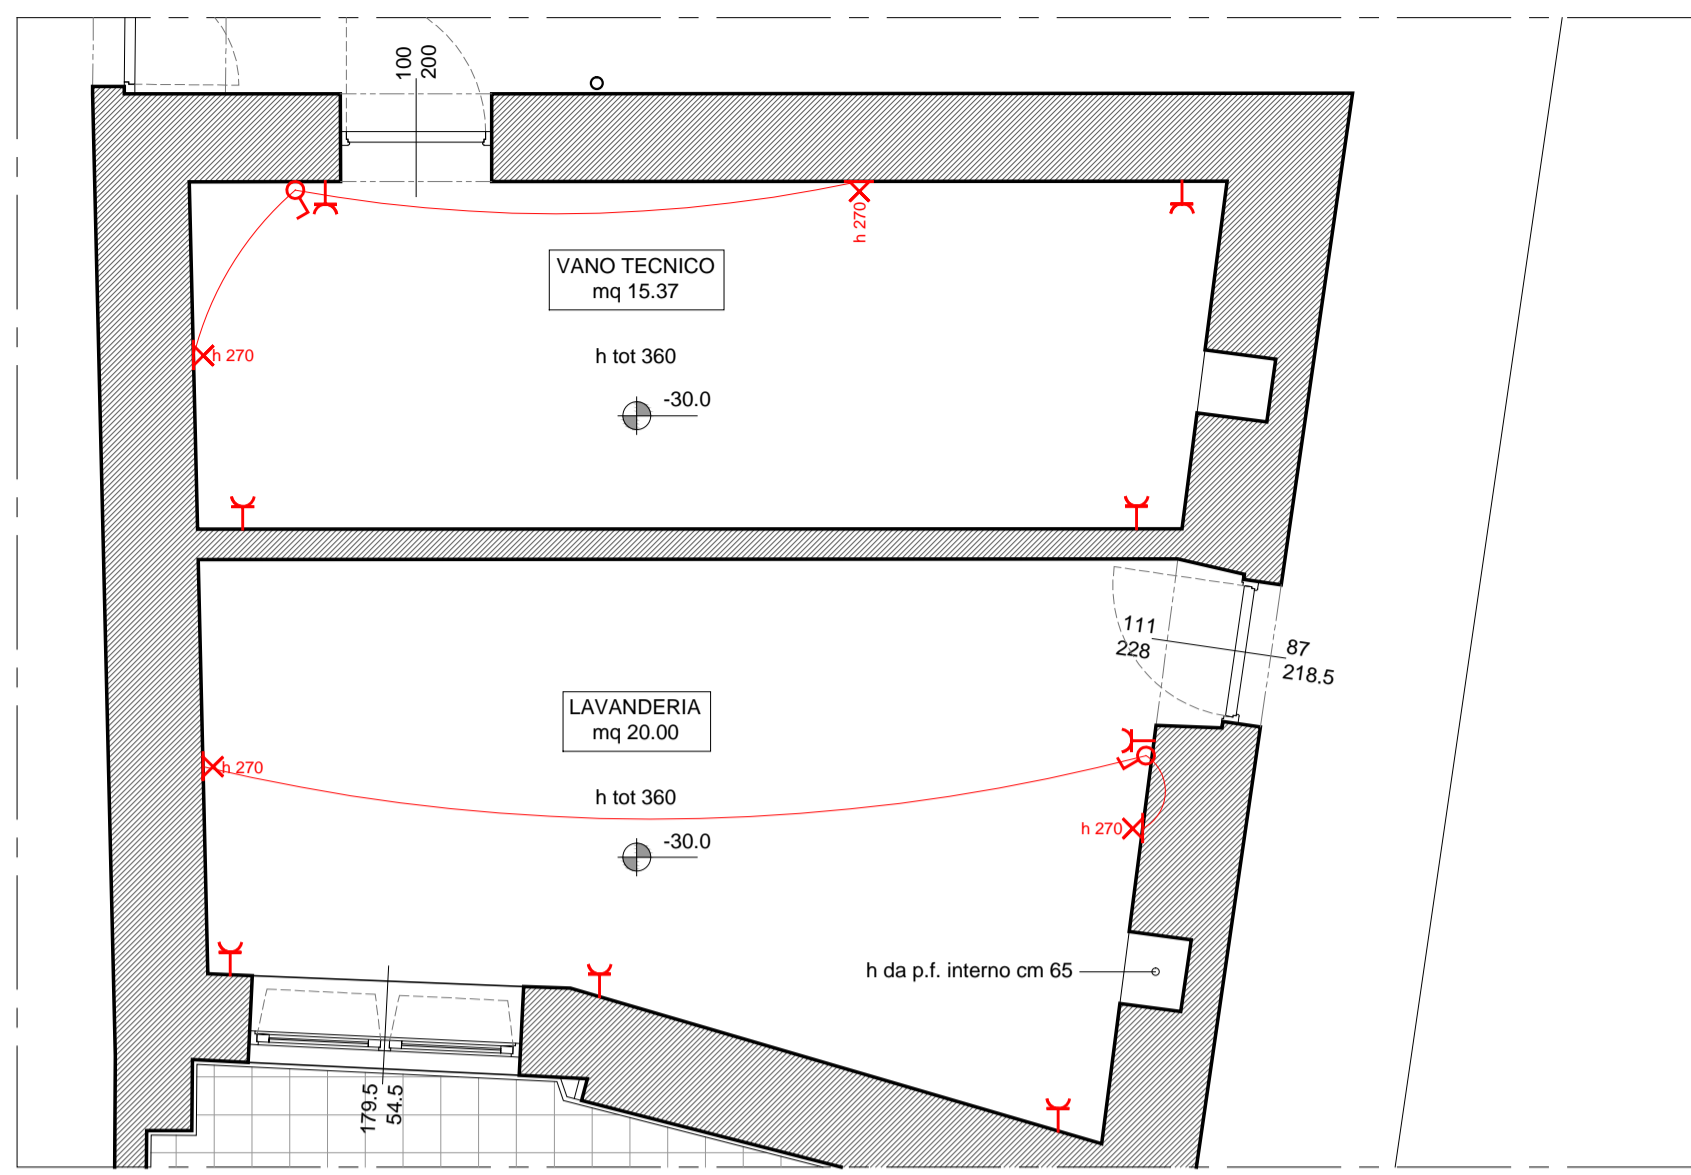 100
200
h 270
VANO TECNICO
mq 15.37
h 270
h tot 360
-30.0
111
228
87
218.5
LAVANDERIA
mq 20.00
h 270
h tot 360
h 270
-30.0
h da p.f. interno cm 65
179.5
54.5